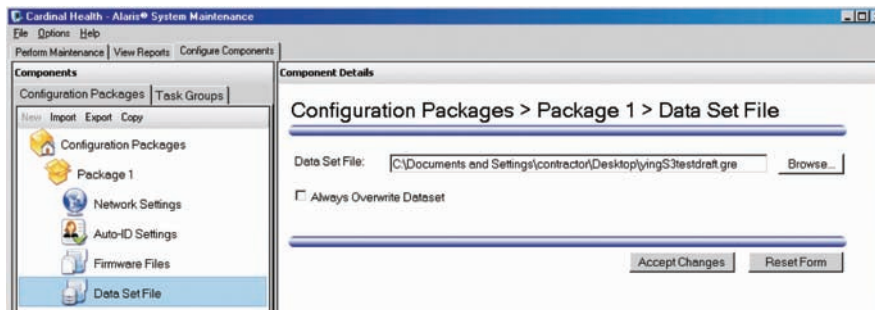 Cardinal Health - Alaris® System Maintenance
File Options Help
Perform Maintenance View Reports Configure Components
Components
Configuration Packages Task Groups
New Import Export Copy
Configuration Packages
Package 1
Network Settings
Auto-ID Settings
Firmware Files
Data Set File
Component Details
Configuration Packages > Package 1 > Data Set File
Data Set File: C:\Documents and Settings\contractor\Desktop\yingS3testdraft.gre Browse...
Always Overwrite Dataset
Accept Changes Reset Form